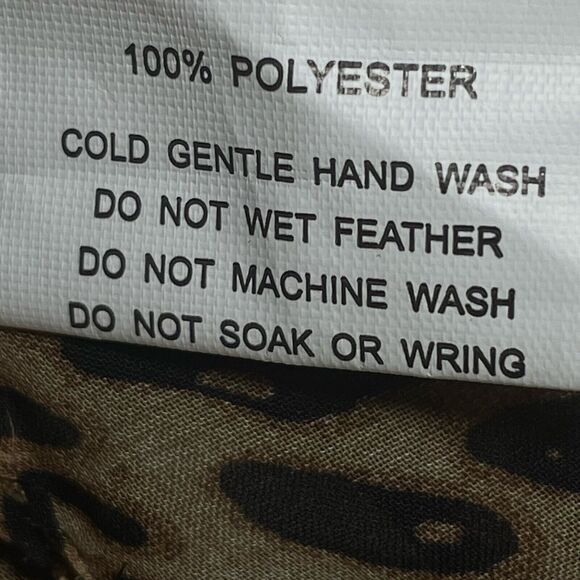 100% POLYESTER
COLD GENTLE HAND WASH
DO NOT WET FEATHER
DO NOT MACHINE WASH
DO NOT SOAK OR WRING